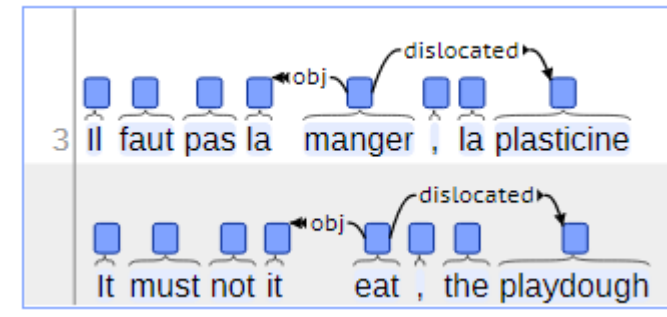 dislocated
obj
3 Il faut pas la manger , la plasticine
dislocated
obj
It must not it eat , the playdough